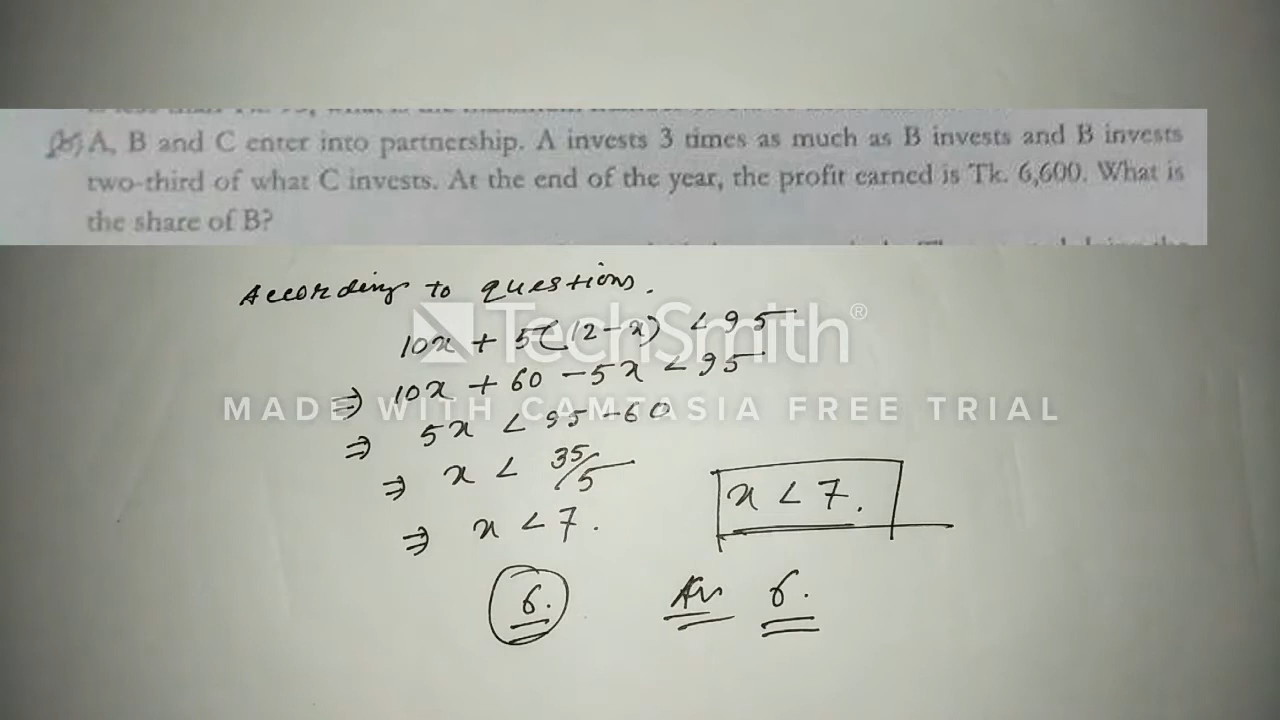 A, B and C enter into partnership. A invests 3 times as much as B invests and B invests
two-third of what C invests. At the end of the year, the profit earned is Tk. 6,600. What is
the share of B?
According to questions.
10x + 5(12-x) < 95
⇒ 10x + 60 - 5x < 95
⇒ 5x < 95-60
⇒ x < 35/5
⇒ x < 7.
x < 7.
6.
Ans 6.
TechSmith®
MADE WITH CAMTASIA FREE TRIAL